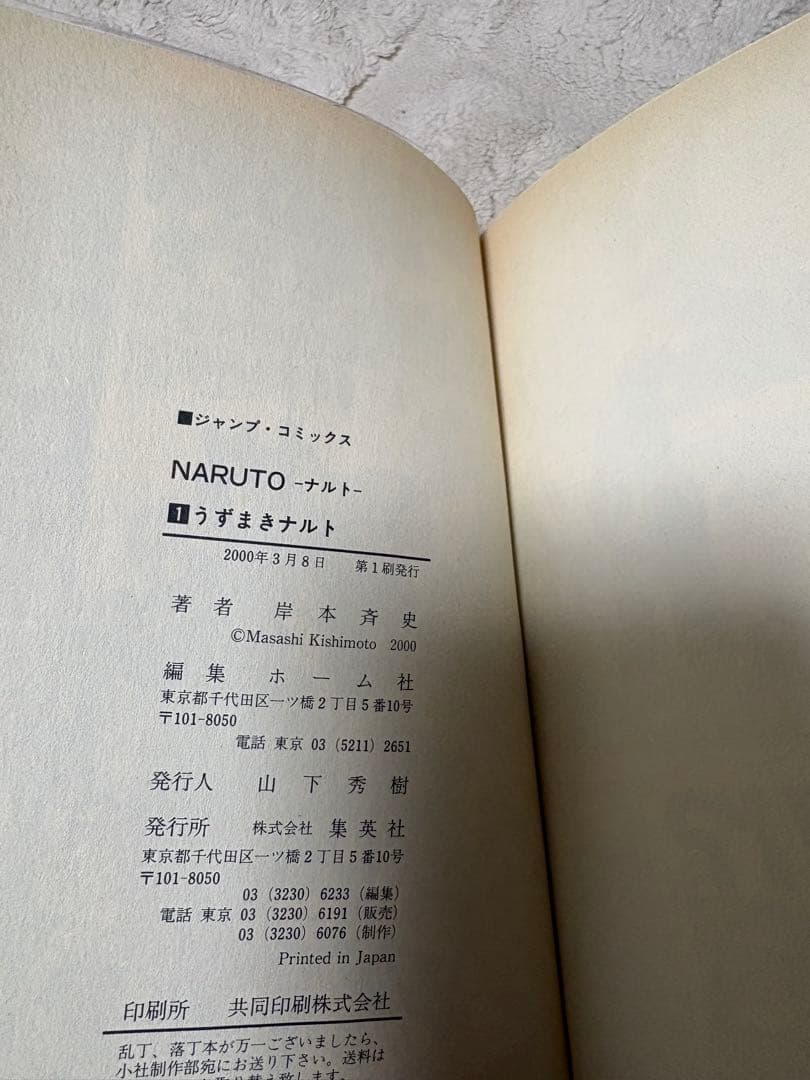 ■ジャンプ・コミックス
NARUTO -ナルト-
1 うずまきナルト
2000年3月8日 第1刷発行
著者 岸本斉史
©Masashi Kishimoto 2000
編集 ホーム社
東京都千代田区一ツ橋2丁目5番10号
〒101-8050
電話 東京 03 (5211) 2651
発行人 山下秀樹
発行所 株式会社 集英社
東京都千代田区一ツ橋2丁目5番10号
〒101-8050
03 (3230) 6233 (編集)
電話 東京 03 (3230) 6191 (販売)
03 (3230) 6076 (制作)
Printed in Japan
印刷所 共同印刷株式会社
乱丁、落丁本が万一ございましたら、
小社制作部宛にお送り下さい。送料は
替え致します。